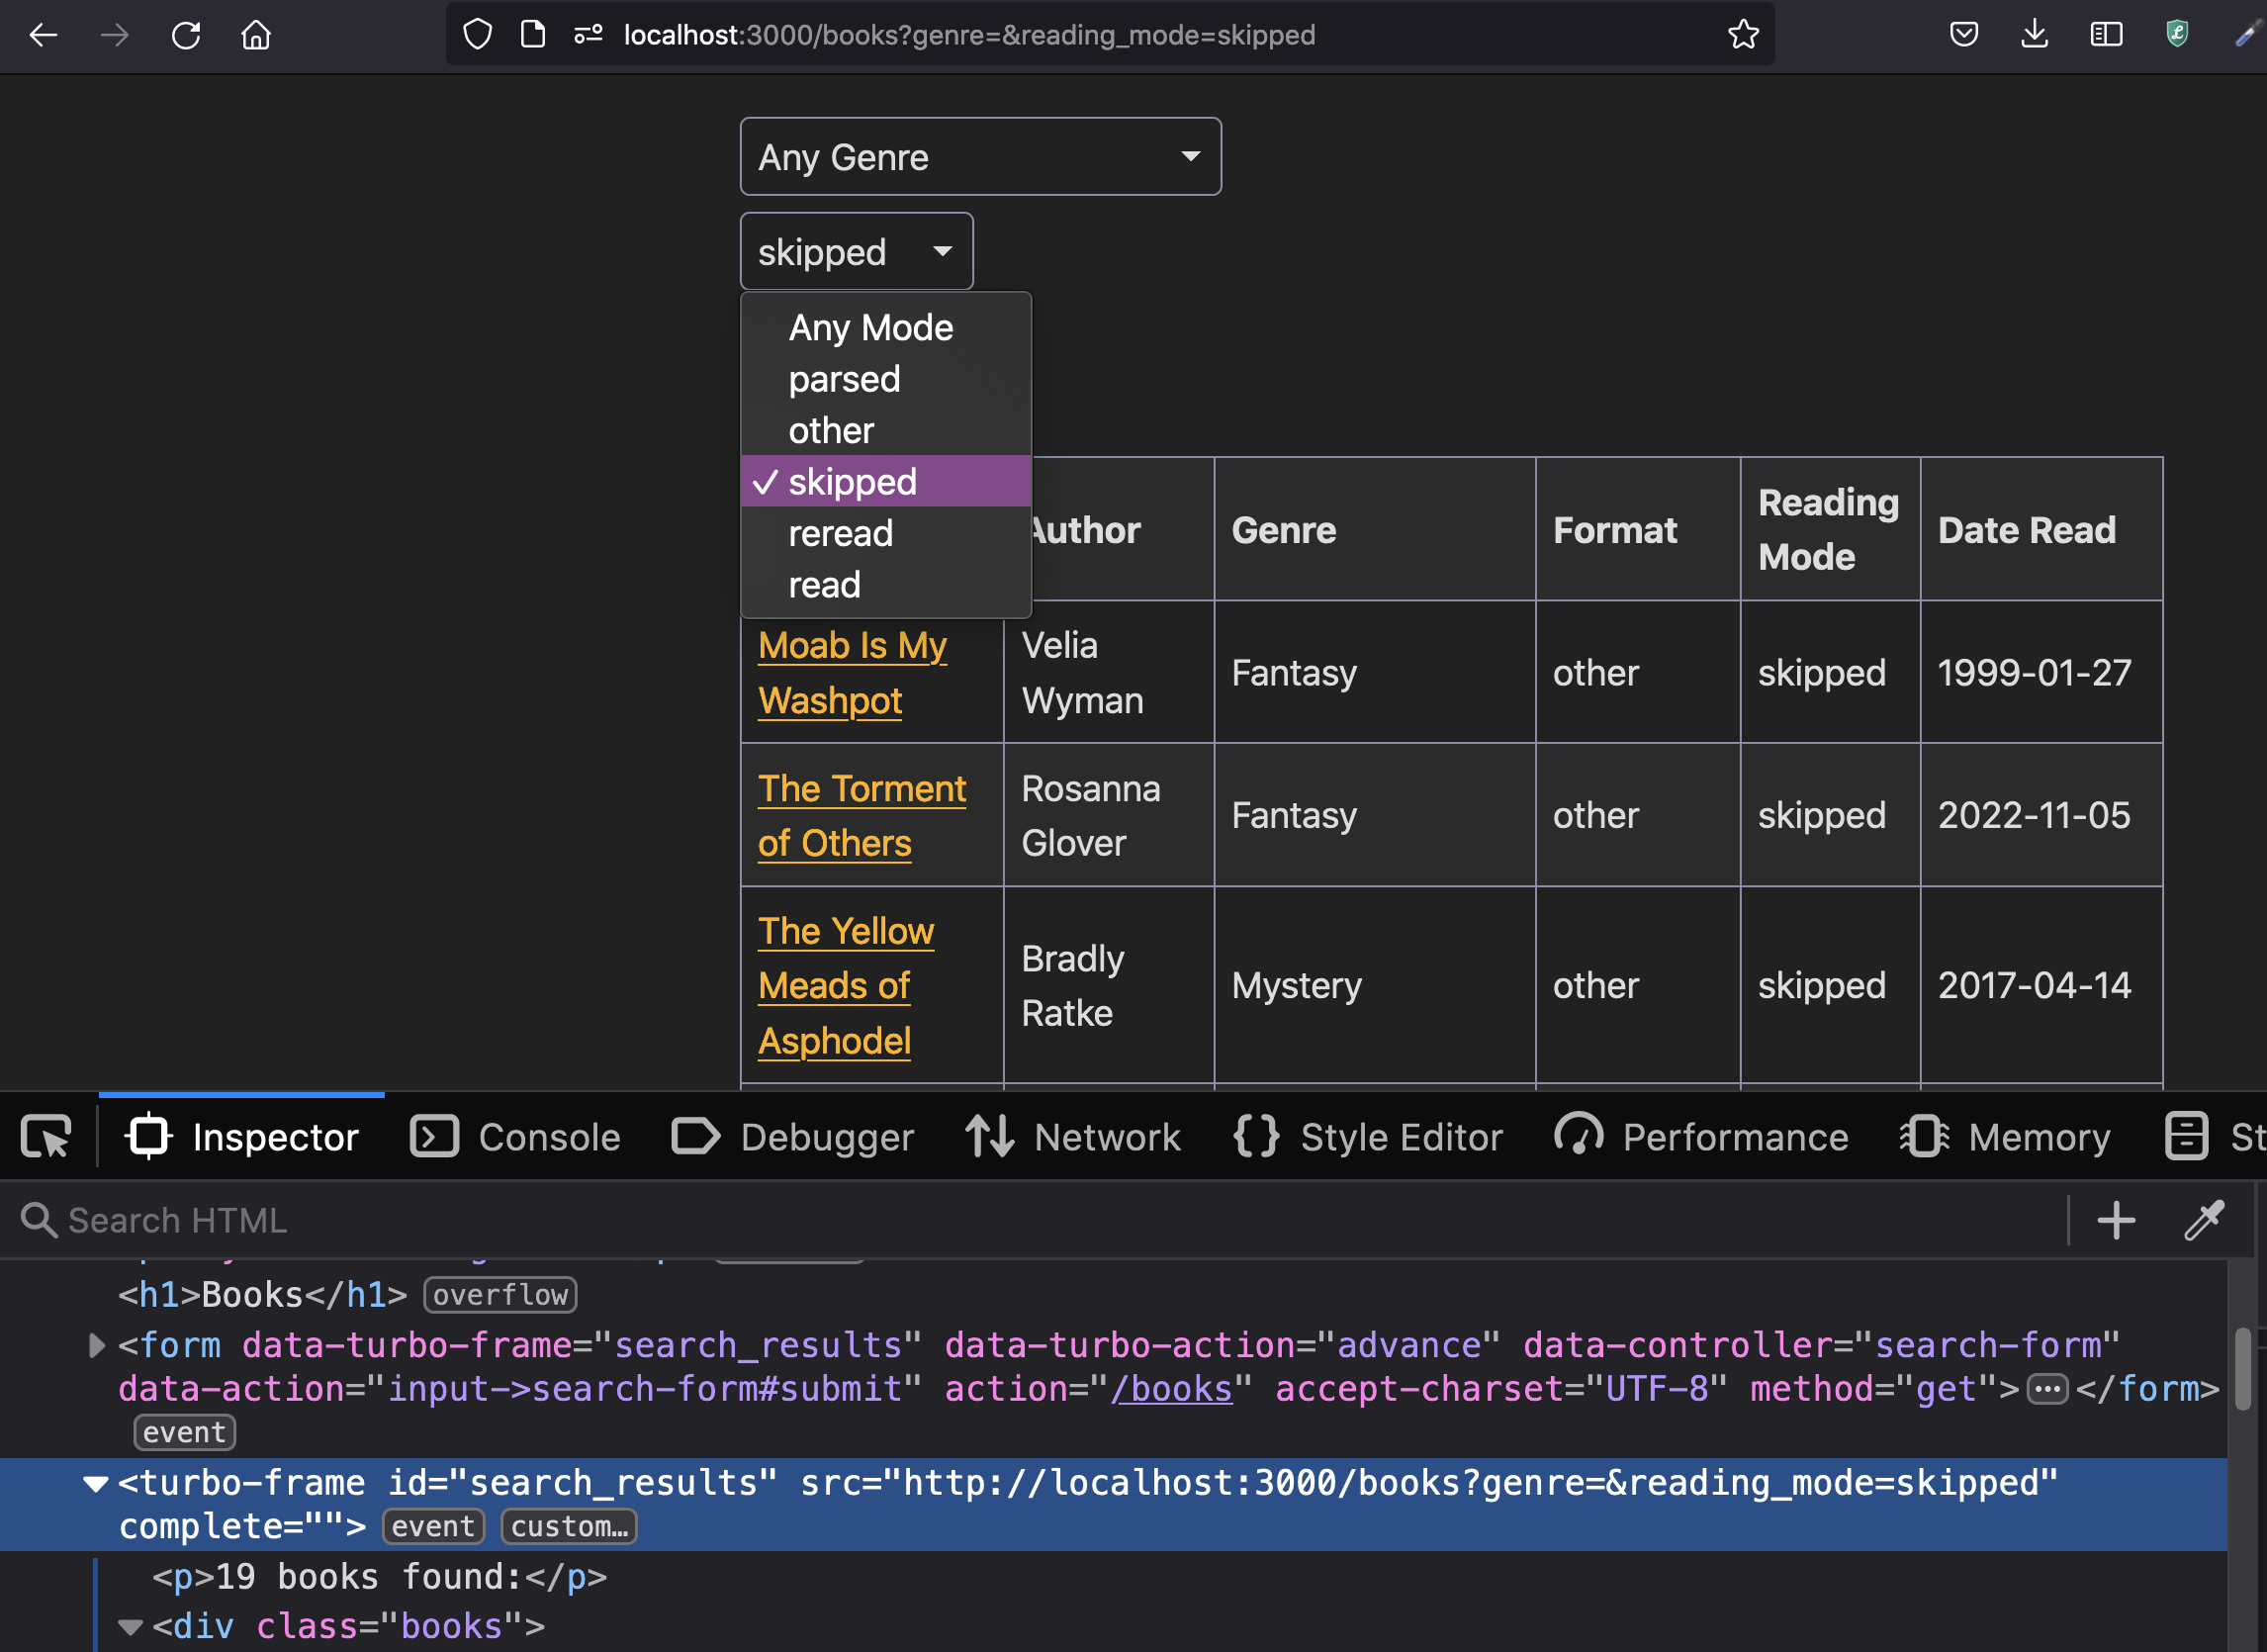 localhost:3000/books?genre=&reading_mode=skipped
Any Genre
skipped
Any Mode
parsed
other
✓ skipped
reread
read
Author Genre Format Reading Mode Date Read
Moab Is My Washpot Velia Wyman Fantasy other skipped 1999-01-27
The Torment of Others Rosanna Glover Fantasy other skipped 2022-11-05
The Yellow Meads of Asphodel Bradly Ratke Mystery other skipped 2017-04-14
Inspector Console Debugger Network Style Editor Performance Memory St
Search HTML
<h1>Books</h1> overflow
<form data-turbo-frame="search_results" data-turbo-action="advance" data-controller="search-form"
data-action="input->search-form#submit" action="/books" accept-charset="UTF-8" method="get">⋯</form>
event
<turbo-frame id="search_results" src="http://localhost:3000/books?genre=&reading_mode=skipped"
complete=""> event custom…
<p>19 books found:</p>
<div class="books">